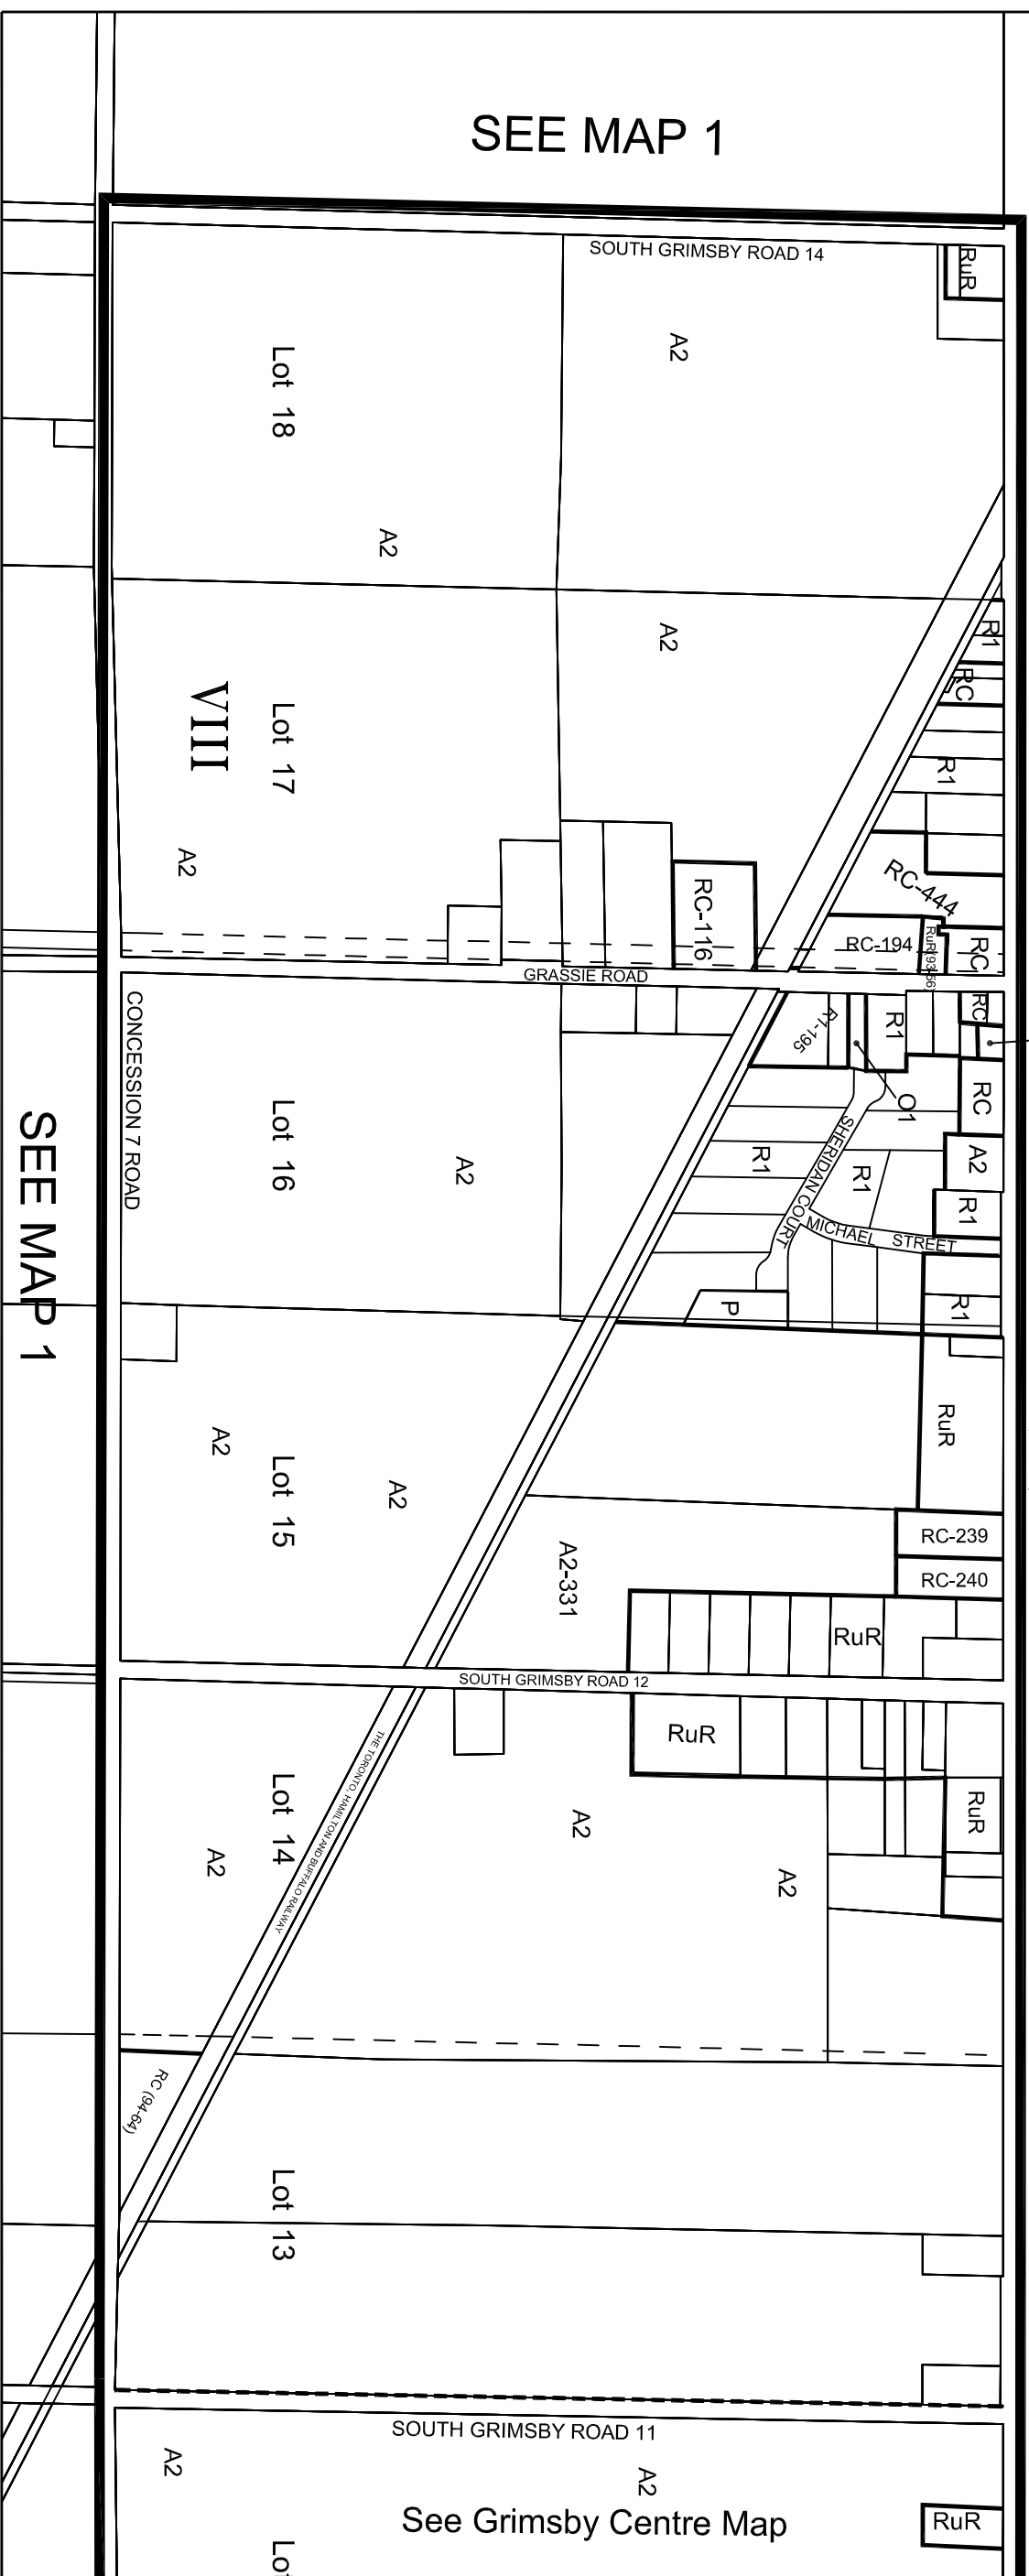 SEE MAP 1
SOUTH GRIMSBY ROAD 14
RuR
A2
Lot 18
A2
A2
R1
RC
VIII
Lot 17
R1
A2
RC-444
RC-116
RC-194
RC
GRASSIE ROAD
CONCESSION 7 ROAD
R1-195
R1
RC
O1
RC
SEE MAP 1
Lot 16
A2
R1
SHERIDAN COURT
R1
A2
R1
MICHAEL STREET
P
R1
A2
Lot 15
A2
RuR
A2-331
RC-239
RC-240
RuR
SOUTH GRIMSBY ROAD 12
RuR
THE TORONTO, HAMILTON AND BUFFALO RAILWAY
Lot 14
A2
A2
A2
RuR
RC (94-64)
Lot 13
SOUTH GRIMSBY ROAD 11
A2
A2
See Grimsby Centre Map
RuR
Lot